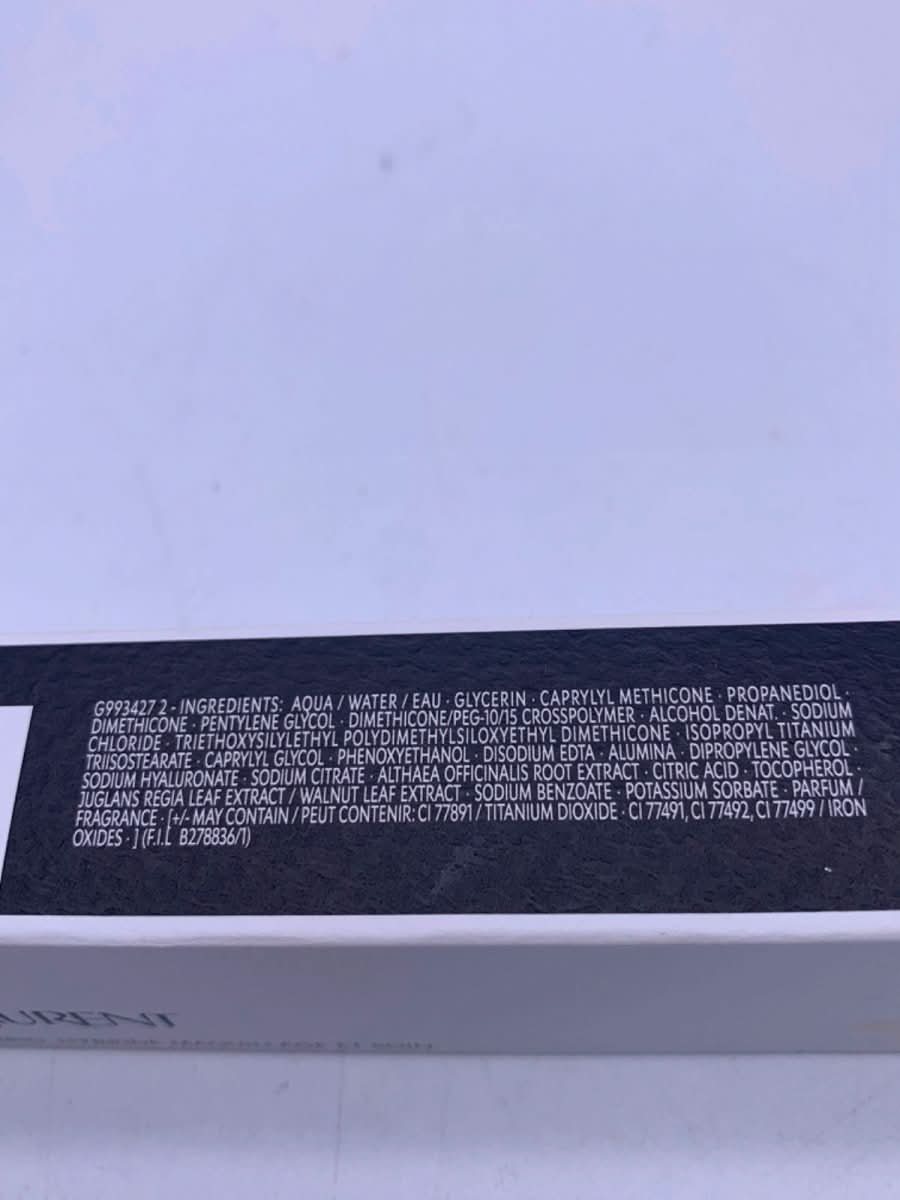 G993427 2 - INGREDIENTS: AQUA / WATER / EAU · GLYCERIN · CAPRYLYL METHICONE · PROPANEDIOL ·
DIMETHICONE · PENTYLENE GLYCOL · DIMETHICONE/PEG-10/15 CROSSPOLYMER · ALCOHOL DENAT. · SODIUM
CHLORIDE · TRIETHOXYSILYLETHYL POLYDIMETHYLSILOXYETHYL DIMETHICONE · ISOPROPYL TITANIUM
TRIISOSTEARATE · CAPRYLYL GLYCOL · PHENOXYETHANOL · DISODIUM EDTA · ALUMINA · DIPROPYLENE GLYCOL ·
SODIUM HYALURONATE · SODIUM CITRATE · ALTHAEA OFFICINALIS ROOT EXTRACT · CITRIC ACID · TOCOPHEROL ·
JUGLANS REGIA LEAF EXTRACT / WALNUT LEAF EXTRACT · SODIUM BENZOATE · POTASSIUM SORBATE · PARFUM /
FRAGRANCE · [+/- MAY CONTAIN / PEUT CONTENIR: CI 77891 / TITANIUM DIOXIDE · CI 77491, CI 77492, CI 77499 / IRON
OXIDES · ] (F.I.L B278836/1)
URENT